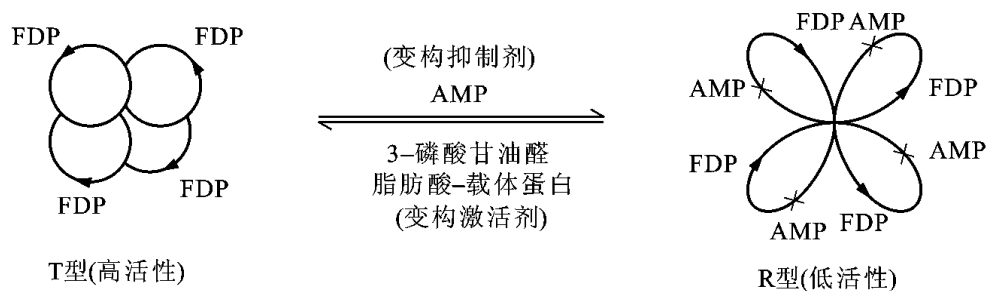 FDP
FDP
FDP
FDP
T型(高活性)
(变构抑制剂)
AMP
3-磷酸甘油醛
脂肪酸-载体蛋白
(变构激活剂)
FDP AMP
AMP
FDP
FDP
AMP
AMP
FDP
R型(低活性)